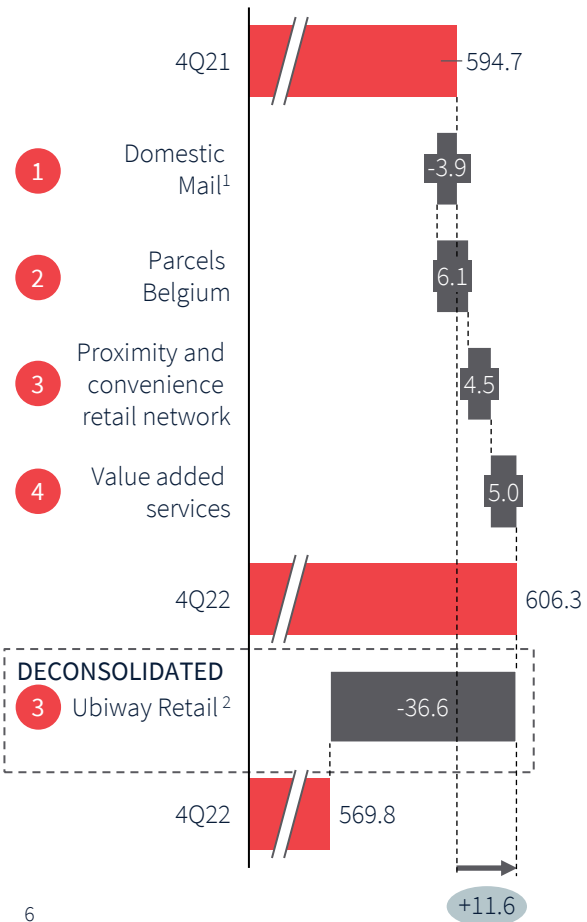 4Q21
594.7
1
Domestic
Mail¹
-3.9
2
Parcels
Belgium
6.1
3
Proximity and
convenience
retail network
4.5
4
Value added
services
5.0
4Q22
606.3
DECONSOLIDATED
3
Ubiway Retail ²
-36.6
4Q22
569.8
+11.6
6